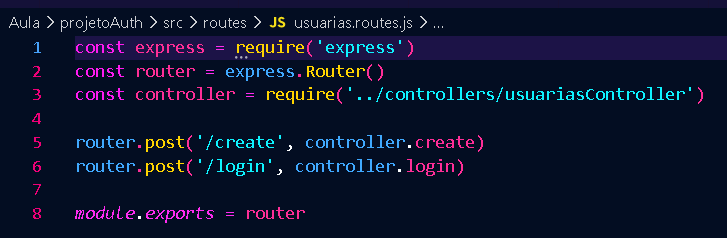 Aula > projetoAuth > src > routes > JS usuarias.routes.js > ...
1 const express = require('express')
2 const router = express.Router()
3 const controller = require('../controllers/usuariasController')
4
5 router.post('/create', controller.create)
6 router.post('/login', controller.login)
7
8 module.exports = router